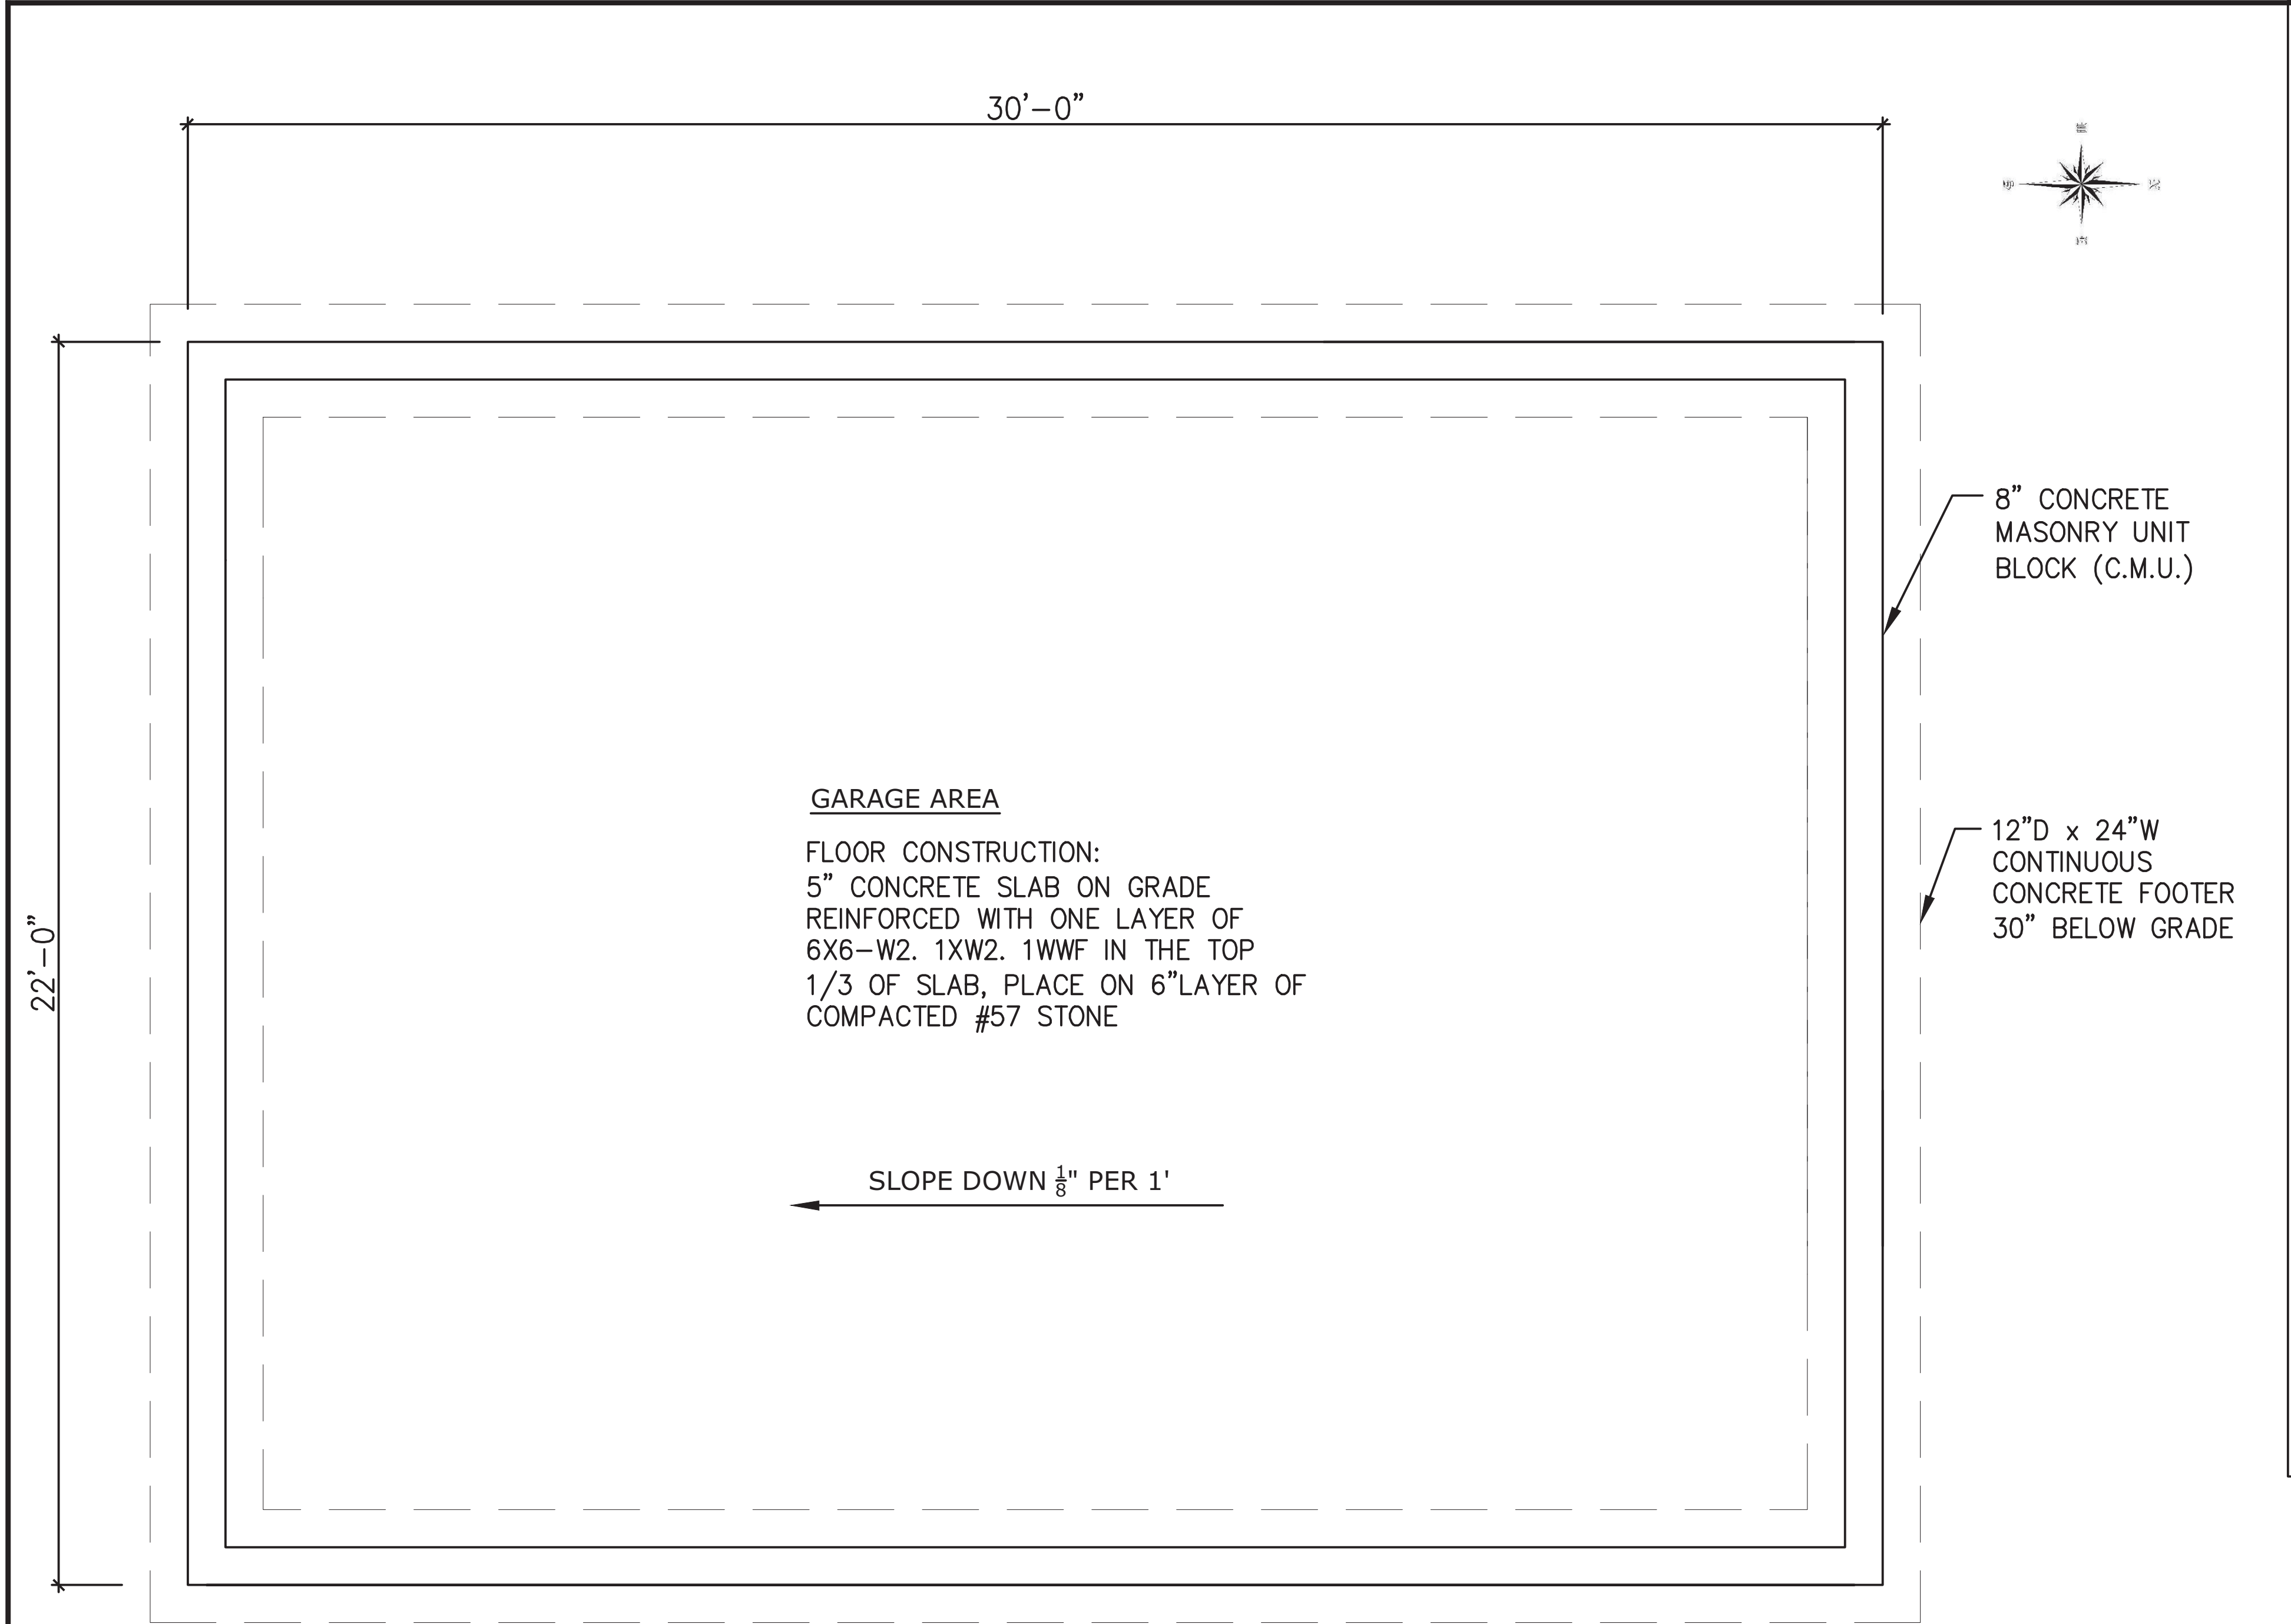 30'-0"
8" CONCRETE
MASONRY UNIT
BLOCK (C.M.U.)
GARAGE AREA
FLOOR CONSTRUCTION:
5" CONCRETE SLAB ON GRADE
REINFORCED WITH ONE LAYER OF
6X6-W2. 1XW2. 1WWF IN THE TOP
1/3 OF SLAB, PLACE ON 6"LAYER OF
COMPACTED #57 STONE
12"D x 24"W
CONTINUOUS
CONCRETE FOOTER
30" BELOW GRADE
22'-0"
SLOPE DOWN 1/8" PER 1'